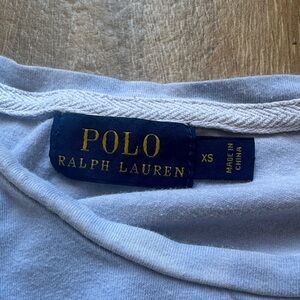 POLO
RALPH LAUREN
XS
MADE IN
CHINA